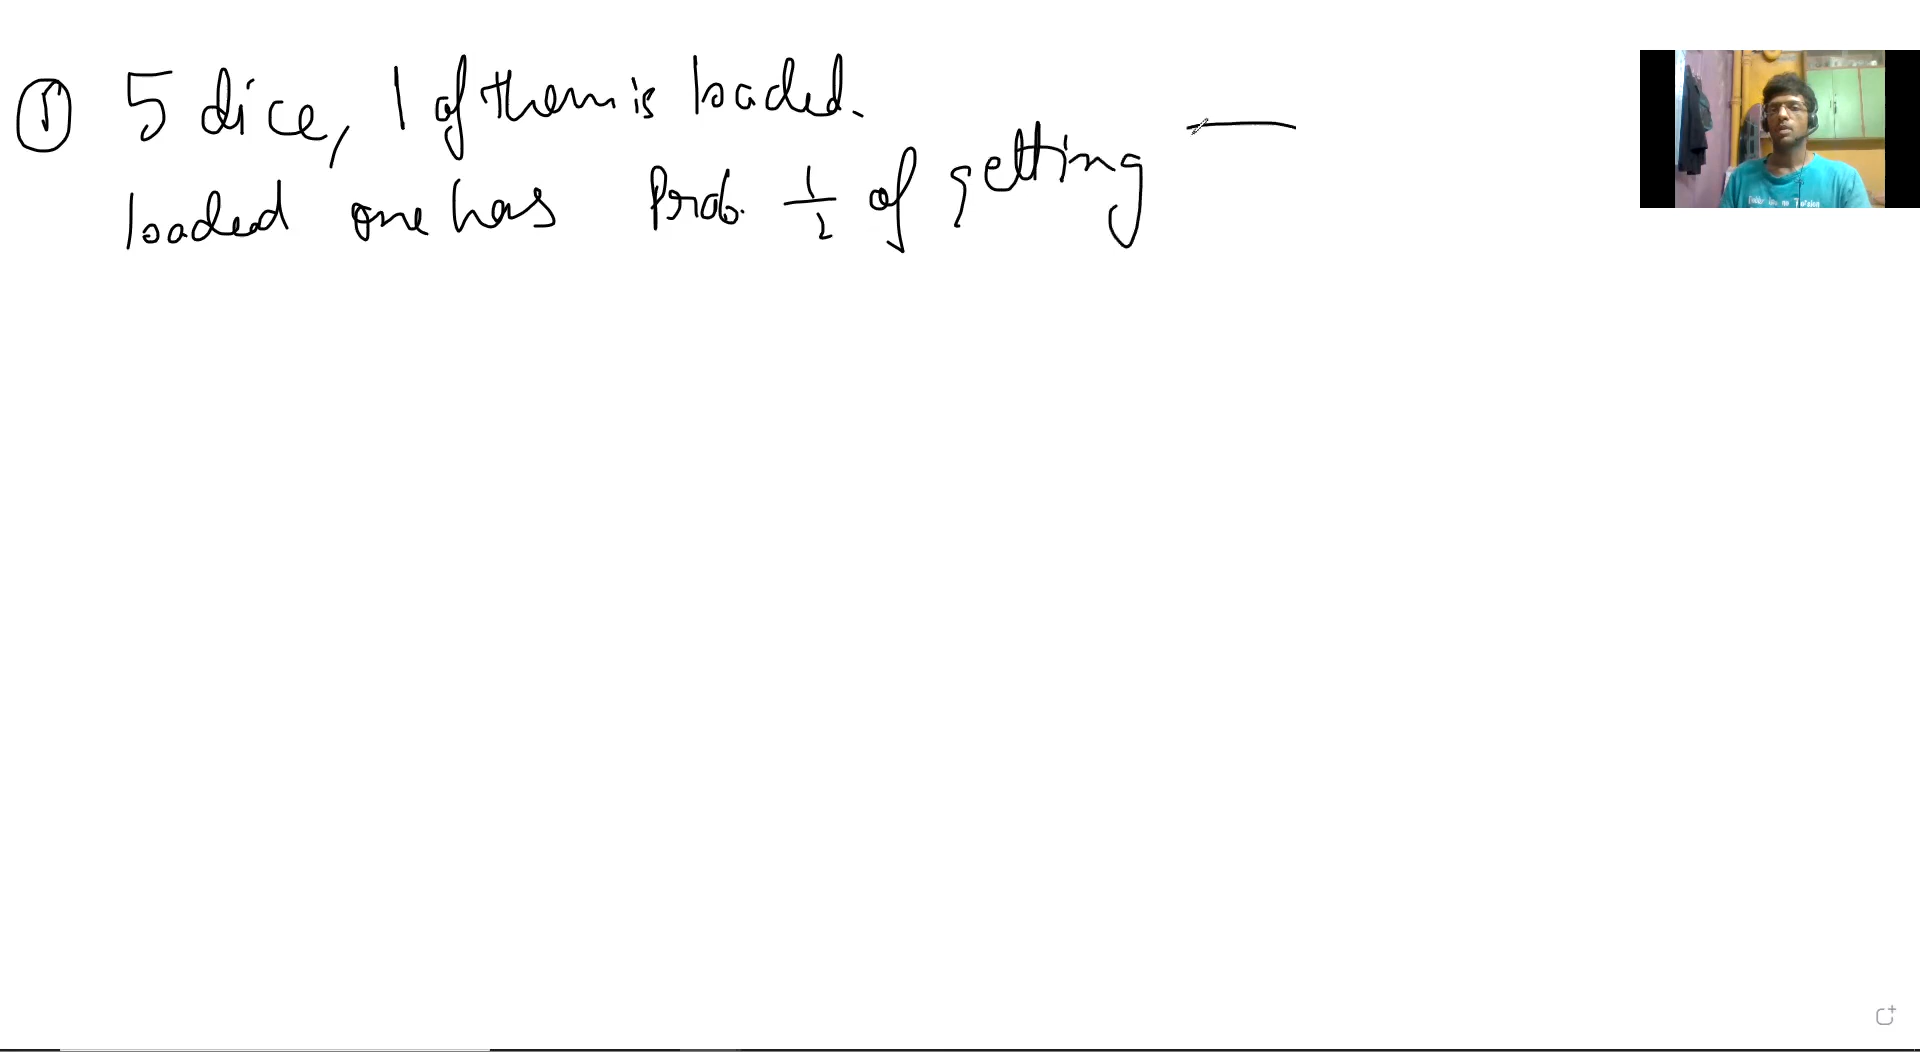 ① 5 dice, 1 of them is loaded.
loaded one has Prob. 1/2 of getting